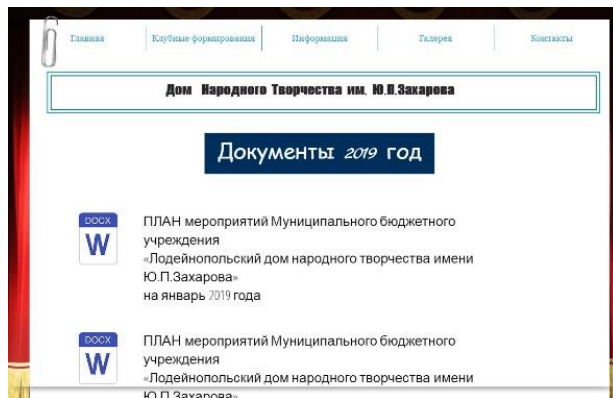 Главная Клубные формирования Информация Галерея Контакты
Дом Народного Творчества им. Ю.П.Захарова
Документы 2019 год
DOCX
W
ПЛАН мероприятий Муниципального бюджетного
учреждения
«Лодейнопольский дом народного творчества имени
Ю.П.Захарова»
на январь 2019 года
DOCX
W
ПЛАН мероприятий Муниципального бюджетного
учреждения
«Лодейнопольский дом народного творчества имени
Ю.П.Захарова»